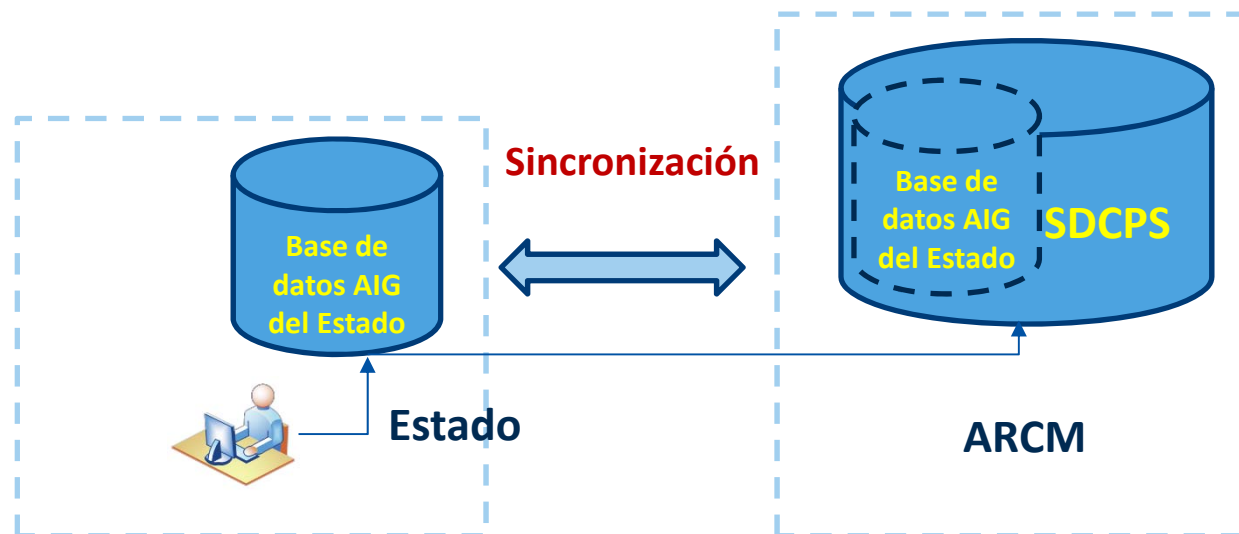 Sincronización
Base de
datos AIG
del Estado
Base de
datos AIG
del Estado
SDCPS
Estado
ARCM